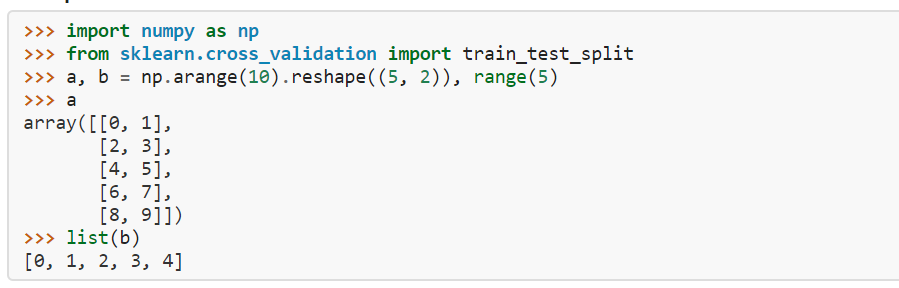 >>> import numpy as np
>>> from sklearn.cross_validation import train_test_split
>>> a, b = np.arange(10).reshape((5, 2)), range(5)
>>> a
array([[0, 1],
       [2, 3],
       [4, 5],
       [6, 7],
       [8, 9]])
>>> list(b)
[0, 1, 2, 3, 4]